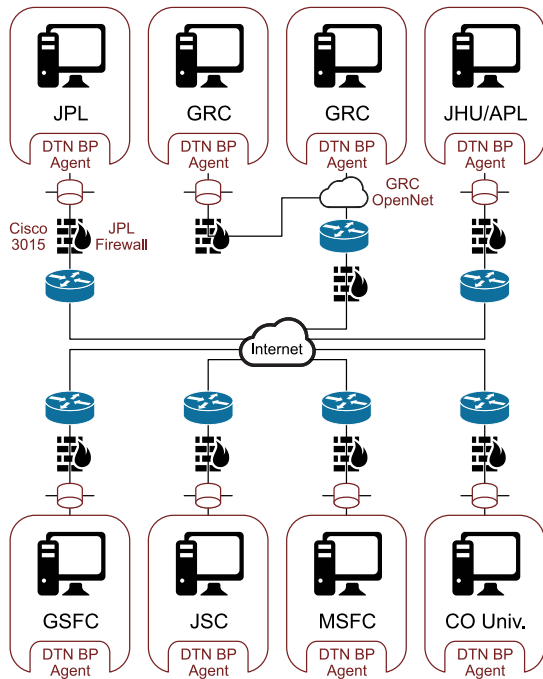 JPL
GRC
GRC
JHU/APL
DTN BP
Agent
DTN BP
Agent
DTN BP
Agent
DTN BP
Agent
GRC
OpenNet
Cisco
3015
JPL
Firewall
Internet
GSFC
JSC
MSFC
CO Univ.
DTN BP
Agent
DTN BP
Agent
DTN BP
Agent
DTN BP
Agent